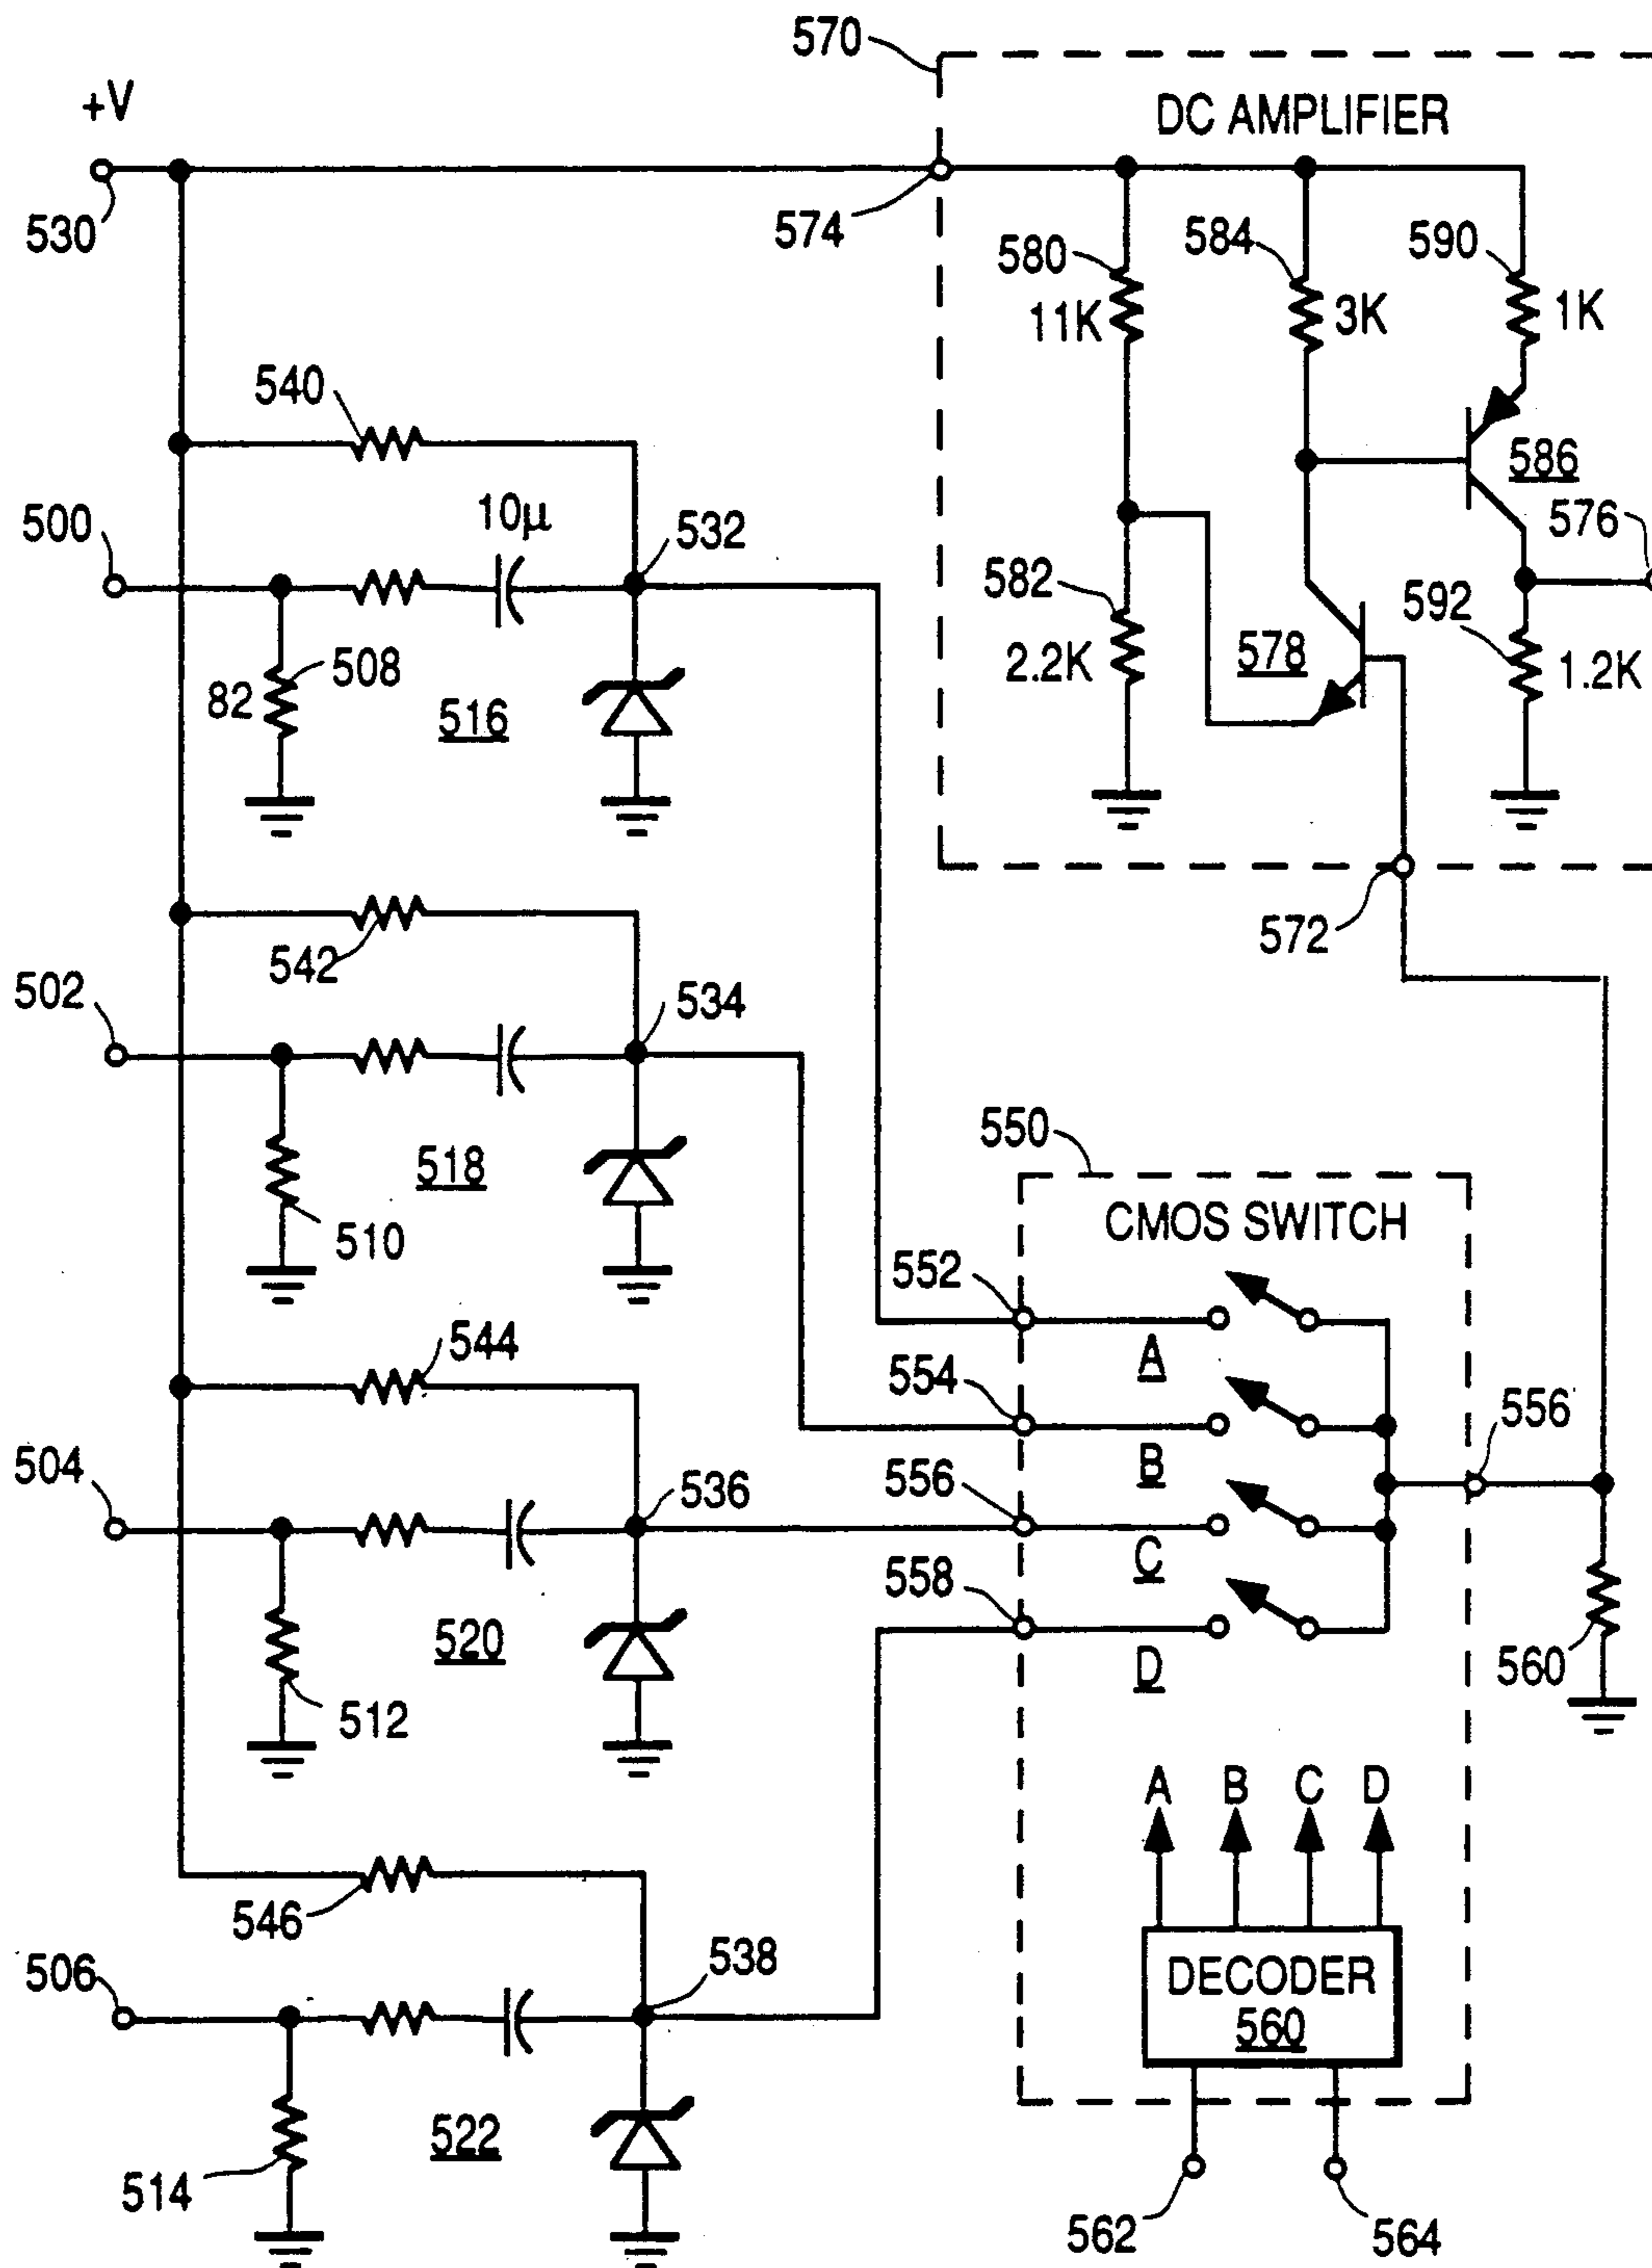 570
+V
DC AMPLIFIER
530
574
580
584
590
11K
3K
1K
540
586
500
10µ
532
576
582
592
508
82
516
2.2K
578
1.2K
542
572
502
534
550
518
CMOS SWITCH
510
552
544
A
554
556'
B
504
536
556
C
558
520
560
512
D
A B C D
546
506
538
DECODER
560
522
514
562
564